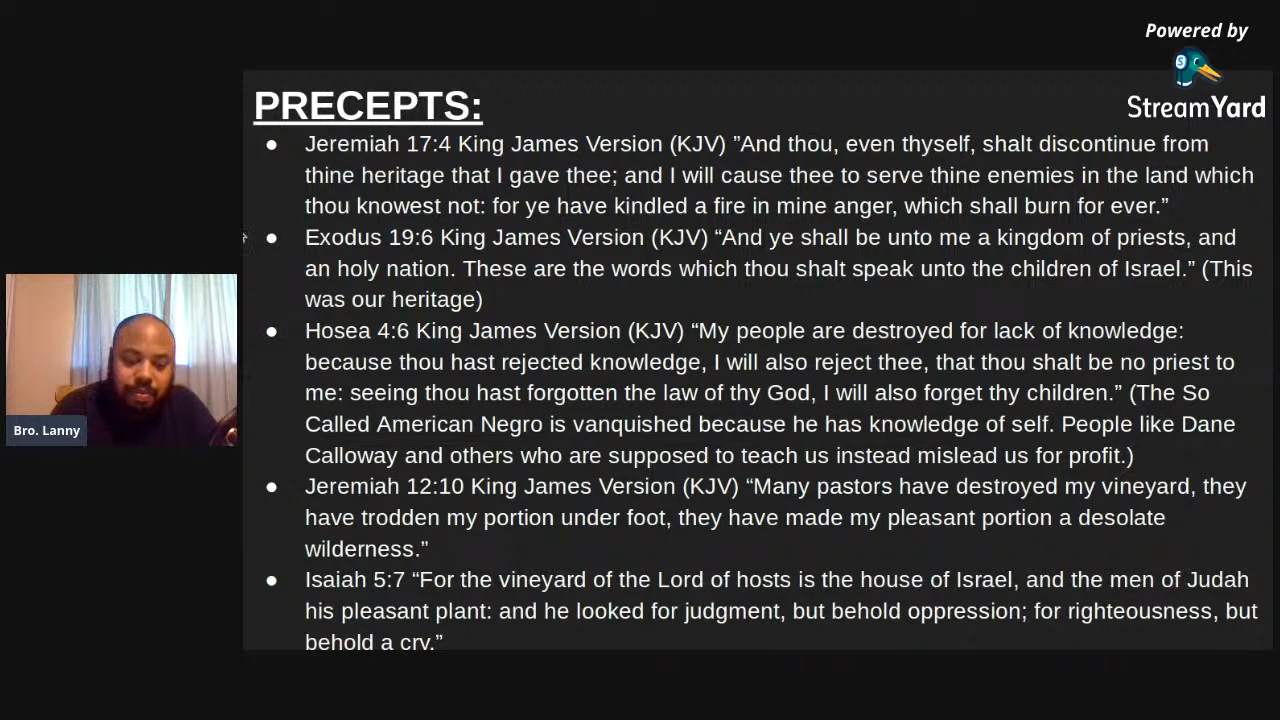 Powered by
StreamYard
PRECEPTS:
● Jeremiah 17:4 King James Version (KJV) ”And thou, even thyself, shalt discontinue from
thine heritage that I gave thee; and I will cause thee to serve thine enemies in the land which
thou knowest not: for ye have kindled a fire in mine anger, which shall burn for ever.”
● Exodus 19:6 King James Version (KJV) “And ye shall be unto me a kingdom of priests, and
an holy nation. These are the words which thou shalt speak unto the children of Israel.” (This
was our heritage)
● Hosea 4:6 King James Version (KJV) “My people are destroyed for lack of knowledge:
because thou hast rejected knowledge, I will also reject thee, that thou shalt be no priest to
me: seeing thou hast forgotten the law of thy God, I will also forget thy children.” (The So
Called American Negro is vanquished because he has knowledge of self. People like Dane
Calloway and others who are supposed to teach us instead mislead us for profit.)
● Jeremiah 12:10 King James Version (KJV) “Many pastors have destroyed my vineyard, they
have trodden my portion under foot, they have made my pleasant portion a desolate
wilderness.”
● Isaiah 5:7 “For the vineyard of the Lord of hosts is the house of Israel, and the men of Judah
his pleasant plant: and he looked for judgment, but behold oppression; for righteousness, but
behold a cry.”
Bro. Lanny